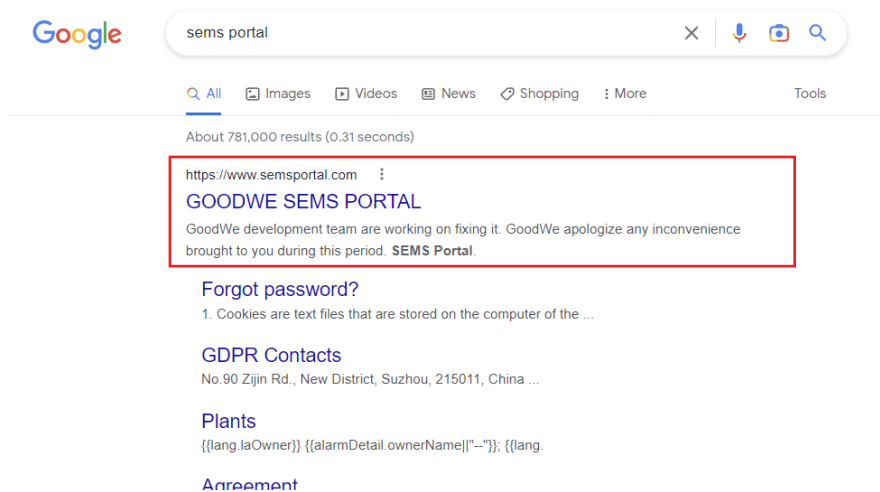 Google
sems portal
All Images Videos News Shopping More Tools
About 781,000 results (0.31 seconds)
https://www.semsportal.com
GOODWE SEMS PORTAL
GoodWe development team are working on fixing it. GoodWe apologize any inconvenience
brought to you during this period. SEMS Portal.
Forgot password?
1. Cookies are text files that are stored on the computer of the ...
GDPR Contacts
No.90 Zijin Rd., New District, Suzhou, 215011, China ...
Plants
{{lang.laOwner}} {{alarmDetail.ownerName||"--"}}; {{lang.
Agreement